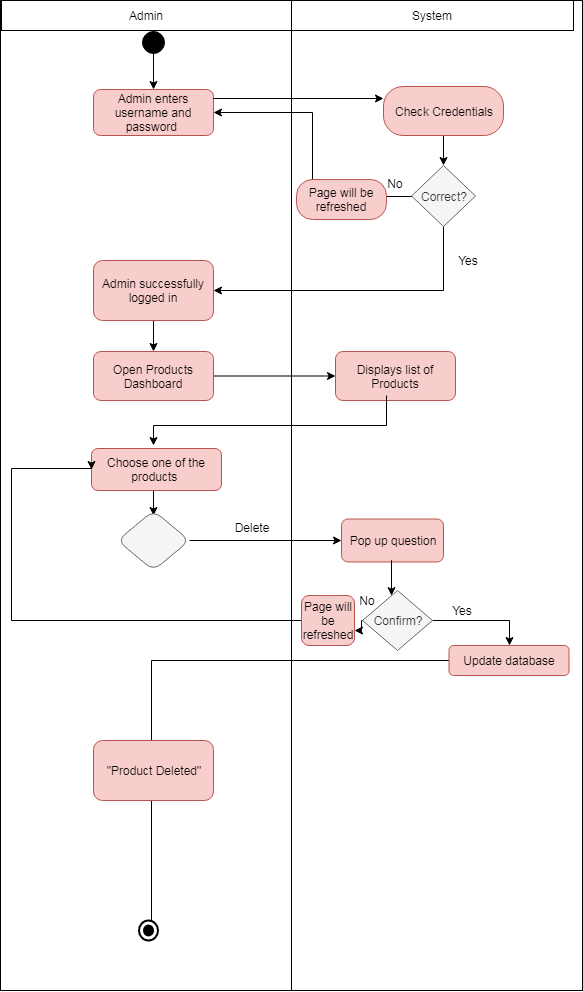 Admin
System
Admin enters
username and
password
Check Credentials
No
Page will be
refreshed
Correct?
Yes
Admin successfully
logged in
Open Products
Dashboard
Displays list of
Products
Choose one of the
products
Delete
Pop up question
No
Page will
be
refreshed
Confirm?
Yes
Update database
"Product Deleted"